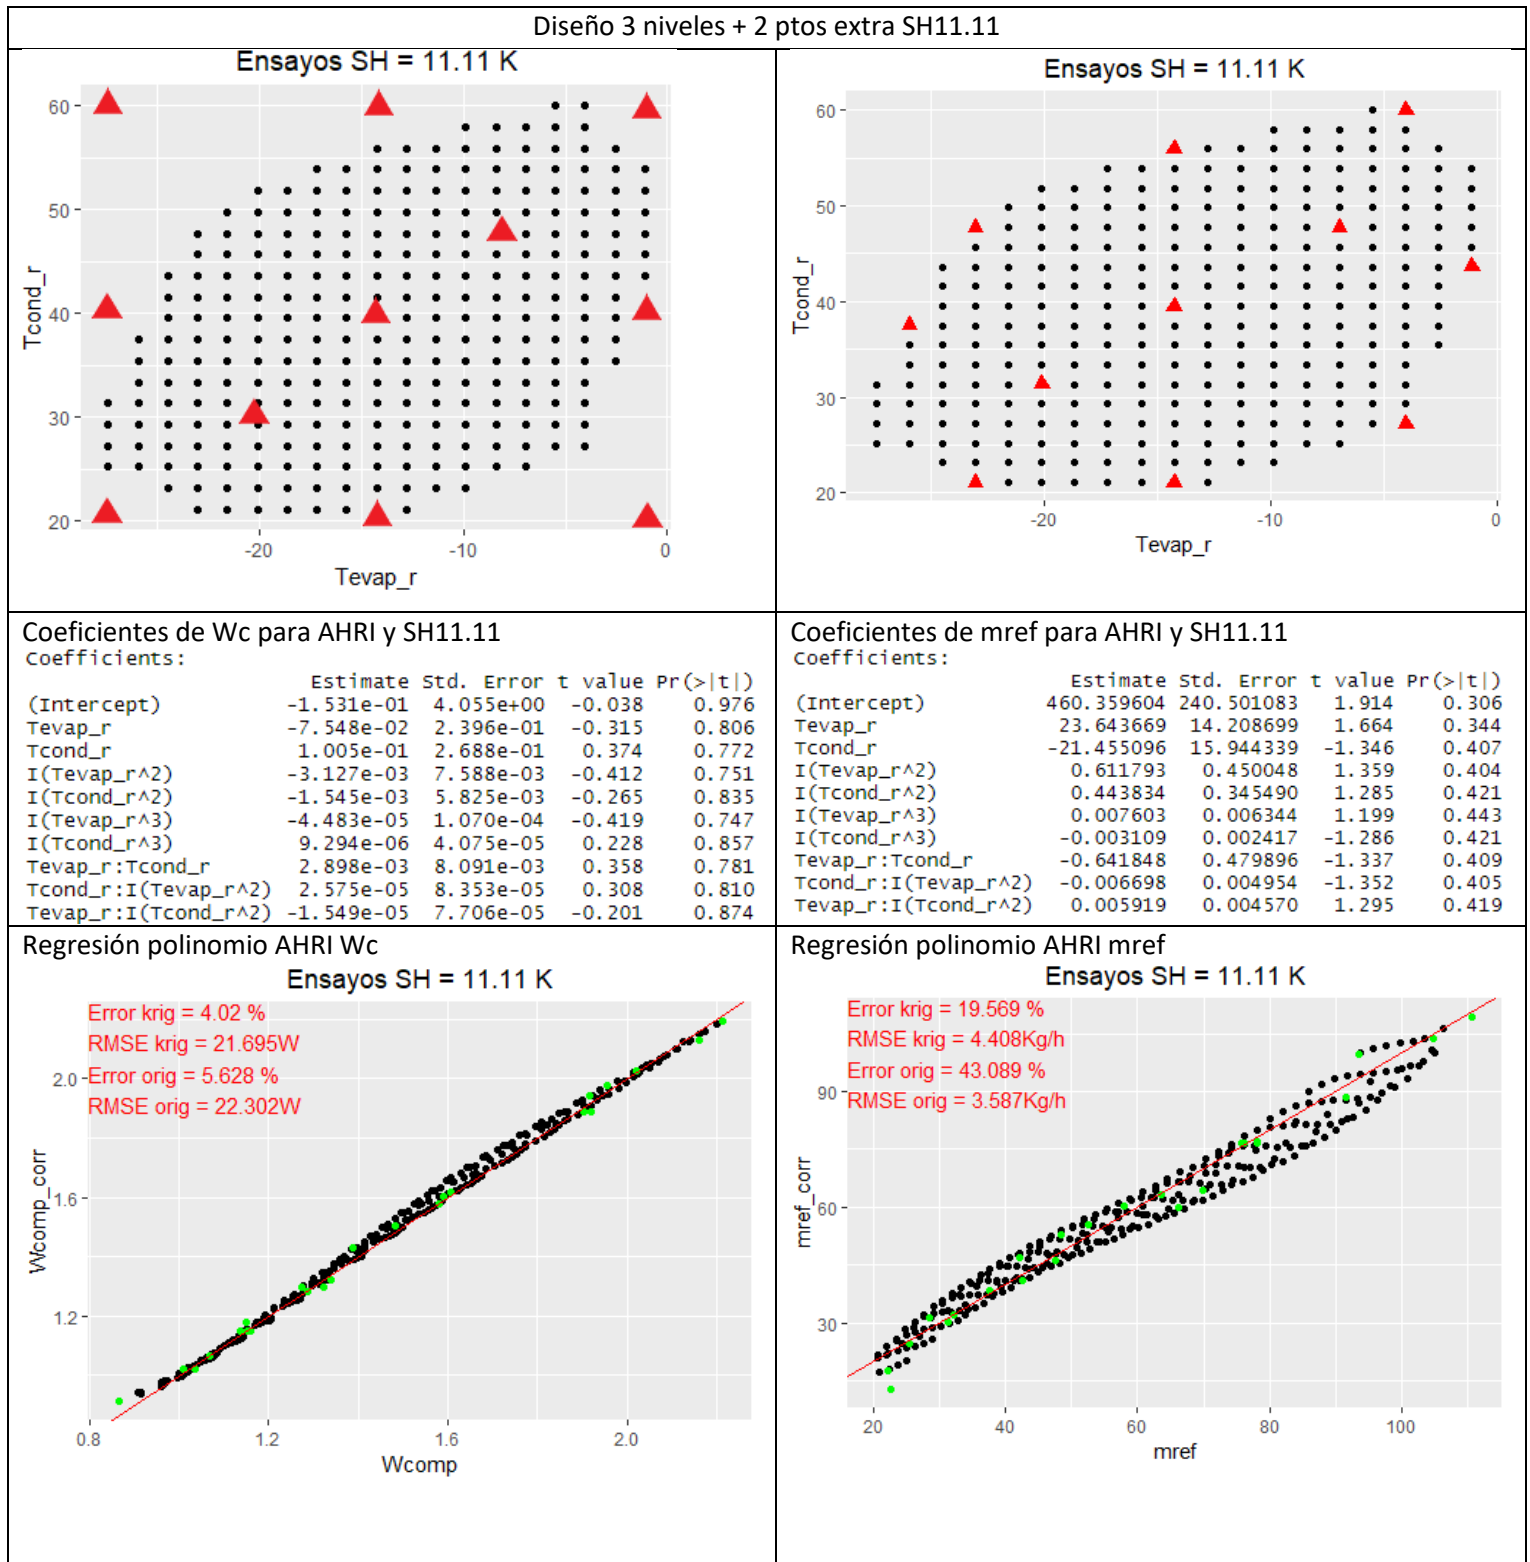 Diseño 3 niveles + 2 ptos extra SH11.11
Ensayos SH = 11.11 K
60
50
40
30
20
Tcond_r
-20
-10
0
Tevap_r
Ensayos SH = 11.11 K
60
50
40
30
20
Tcond_r
-20
-10
0
Tevap_r
Coeficientes de Wc para AHRI y SH11.11
Coefficients:
Estimate Std. Error t value Pr(>|t|)
(Intercept) -1.531e-01 4.055e+00 -0.038 0.976
Tevap_r -7.548e-02 2.396e-01 -0.315 0.806
Tcond_r 1.005e-01 2.688e-01 0.374 0.772
I(Tevap_r^2) -3.127e-03 7.588e-03 -0.412 0.751
I(Tcond_r^2) -1.545e-03 5.825e-03 -0.265 0.835
I(Tevap_r^3) -4.483e-05 1.070e-04 -0.419 0.747
I(Tcond_r^3) 9.294e-06 4.075e-05 0.228 0.857
Tevap_r:Tcond_r 2.898e-03 8.091e-03 0.358 0.781
Tcond_r:I(Tevap_r^2) 2.575e-05 8.353e-05 0.308 0.810
Tevap_r:I(Tcond_r^2) -1.549e-05 7.706e-05 -0.201 0.874
Coeficientes de mref para AHRI y SH11.11
Coefficients:
Estimate Std. Error t value Pr(>|t|)
(Intercept) 460.359604 240.501083 1.914 0.306
Tevap_r 23.643669 14.208699 1.664 0.344
Tcond_r -21.455096 15.944339 -1.346 0.407
I(Tevap_r^2) 0.611793 0.450048 1.359 0.404
I(Tcond_r^2) 0.443834 0.345490 1.285 0.421
I(Tevap_r^3) 0.007603 0.006344 1.199 0.443
I(Tcond_r^3) -0.003109 0.002417 -1.286 0.421
Tevap_r:Tcond_r -0.641848 0.479896 -1.337 0.409
Tcond_r:I(Tevap_r^2) -0.006698 0.004954 -1.352 0.405
Tevap_r:I(Tcond_r^2) 0.005919 0.004570 1.295 0.419
Regresión polinomio AHRI Wc
Ensayos SH = 11.11 K
Error krig = 4.02 %
RMSE krig = 21.695W
Error orig = 5.628 %
RMSE orig = 22.302W
2.0
1.6
1.2
Wcomp_corr
0.8
1.2
1.6
2.0
Wcomp
Regresión polinomio AHRI mref
Ensayos SH = 11.11 K
Error krig = 19.569 %
RMSE krig = 4.408Kg/h
Error orig = 43.089 %
RMSE orig = 3.587Kg/h
90
60
30
mref_corr
20
40
60
80
100
mref